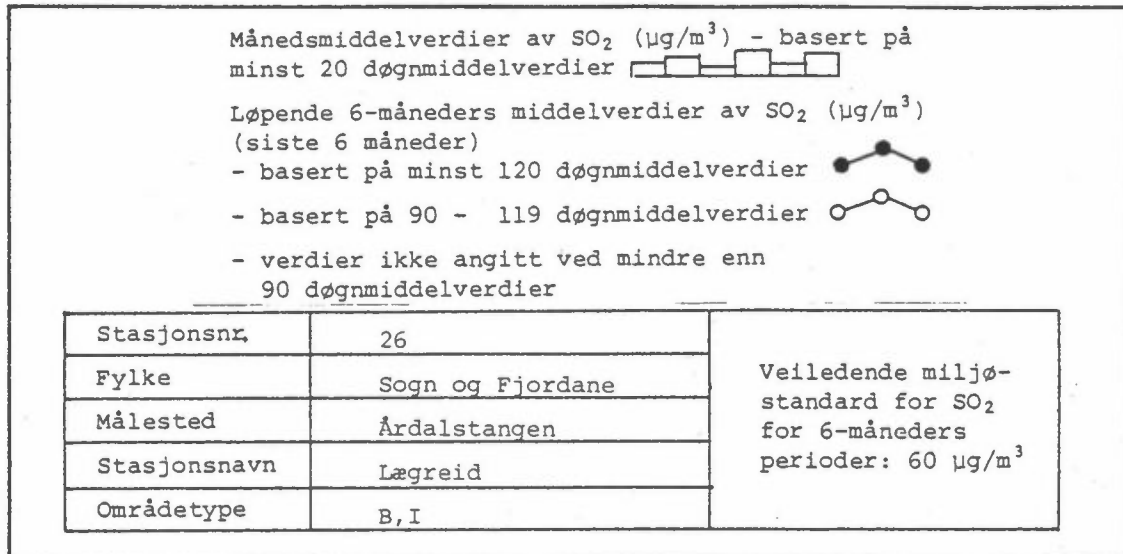 Månedsmiddelverdier av SO₂ (µg/m³) - basert på
minst 20 døgnmiddelverdier
Løpende 6-måneders middelverdier av SO₂ (µg/m³)
(siste 6 måneder)
- basert på minst 120 døgnmiddelverdier
- basert på 90 - 119 døgnmiddelverdier
- verdier ikke angitt ved mindre enn
90 døgnmiddelverdier
Stasjonsnr. 26
Fylke Sogn og Fjordane
Målested Årdalstangen
Stasjonsnavn Lægreid
Områdetype B,I
Veiledende miljø-
standard for SO₂
for 6-måneders
perioder: 60 µg/m³